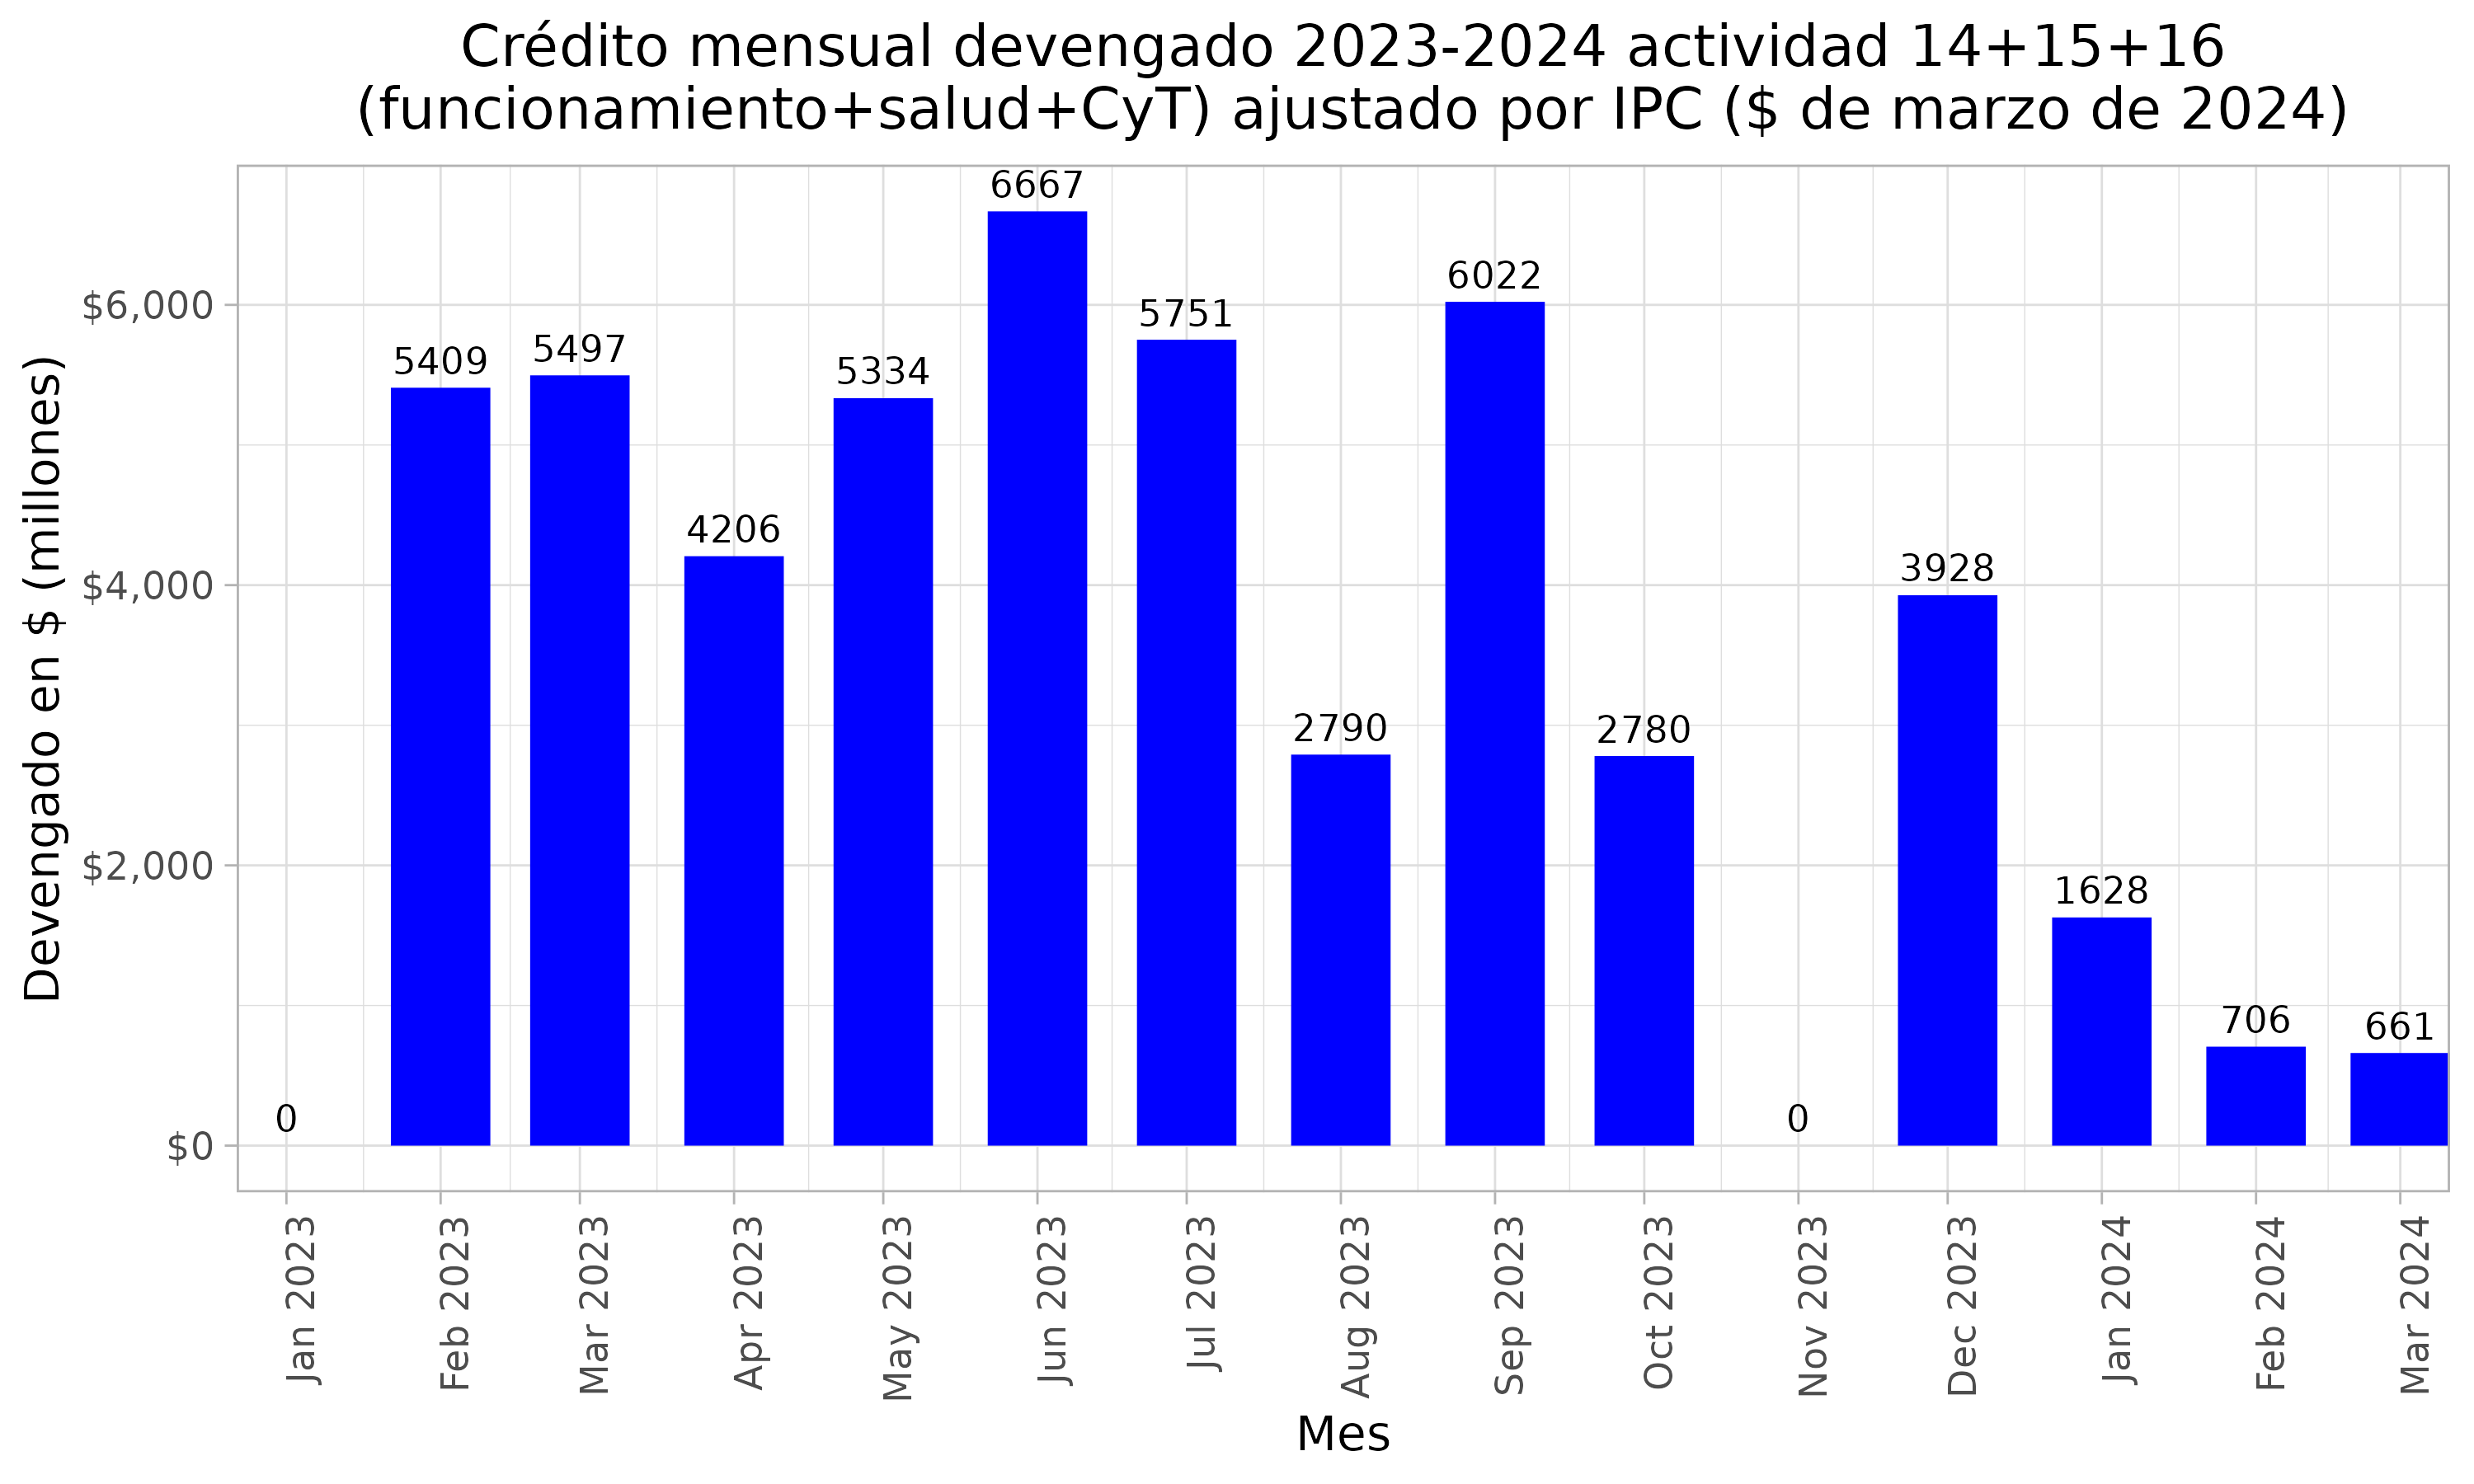 Crédito mensual devengado 2023-2024 actividad 14+15+16
(funcionamiento+salud+CyT) ajustado por IPC ($ de marzo de 2024)
Devengado en $ (millones)
$6,000
$4,000
$2,000
$0
0
5409
5497
4206
5334
6667
5751
2790
6022
2780
0
3928
1628
706
661
Jan 2023
Feb 2023
Mar 2023
Apr 2023
May 2023
Jun 2023
Jul 2023
Aug 2023
Sep 2023
Oct 2023
Nov 2023
Dec 2023
Jan 2024
Feb 2024
Mar 2024
Mes